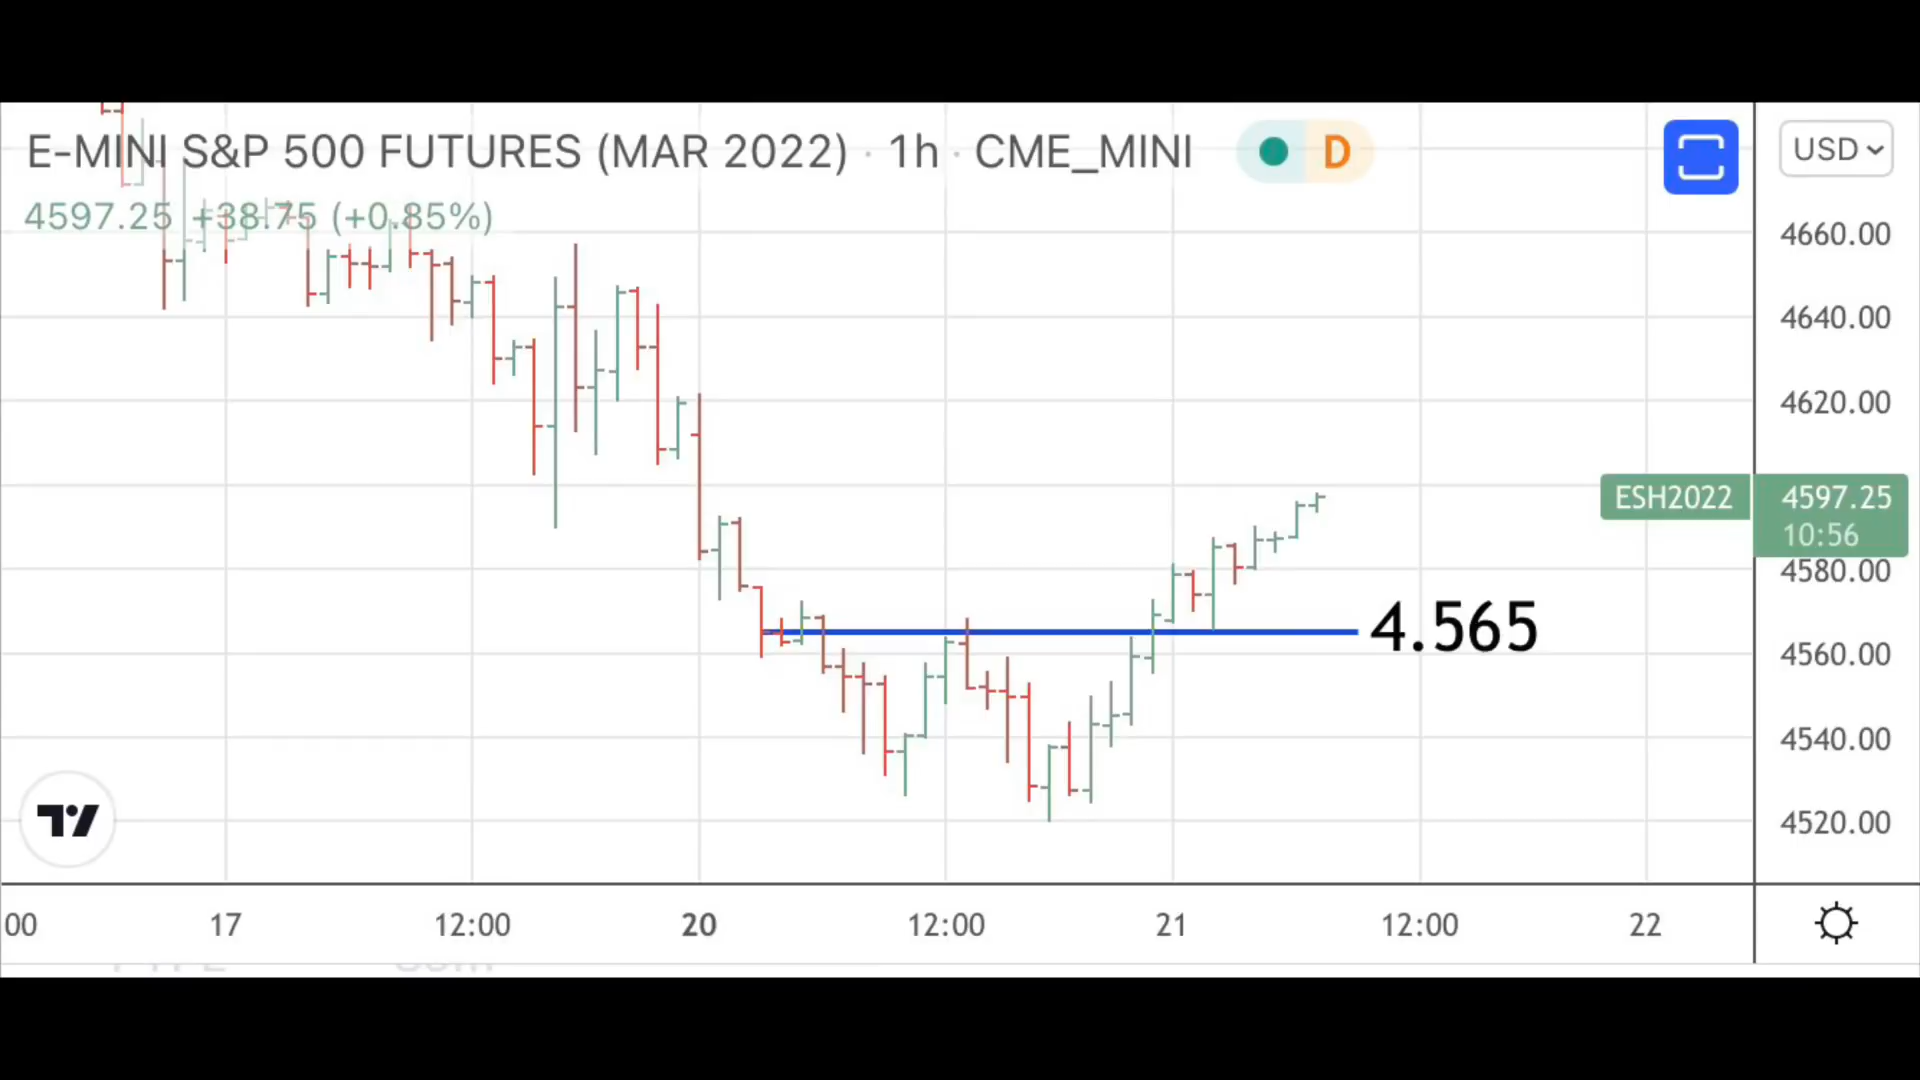 E-MINI S&P 500 FUTURES (MAR 2022) · 1h · CME_MINI D USD
4597.25 +38.75 (+0.85%)
4660.00
4640.00
4620.00
ESH2022 4597.25
10:56
4580.00
4.565
4560.00
4540.00
4520.00
00 17 12:00 20 12:00 21 12:00 22